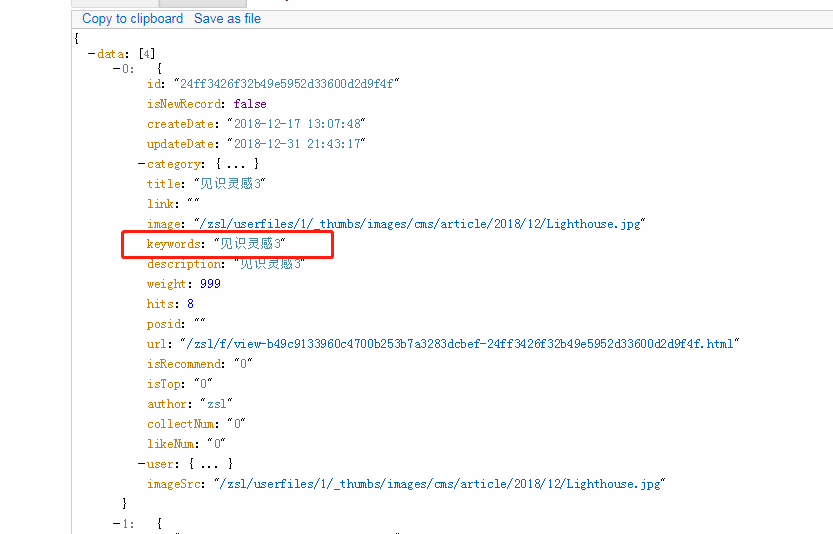 Copy to clipboard Save as file
{
−data: [4]
−0: {
id: "24ff3426f32b49e5952d33600d2d9f4f"
isNewRecord: false
createDate: "2018-12-17 13:07:48"
updateDate: "2018-12-31 21:43:17"
−category: { ... }
title: "见识灵感3"
link: ""
image: "/zsl/userfiles/1/_thumbs/images/cms/article/2018/12/Lighthouse.jpg"
keywords: "见识灵感3"
description: "见识灵感3"
weight: 999
hits: 8
posid: ""
url: "/zsl/f/view-b49c9133960c4700b253b7a3283dcbef-24ff3426f32b49e5952d33600d2d9f4f.html"
isRecommend: "0"
isTop: "0"
author: "zsl"
collectNum: "0"
likeNum: "0"
−user: { ... }
imageSrc: "/zsl/userfiles/1/_thumbs/images/cms/article/2018/12/Lighthouse.jpg"
}
−1: {